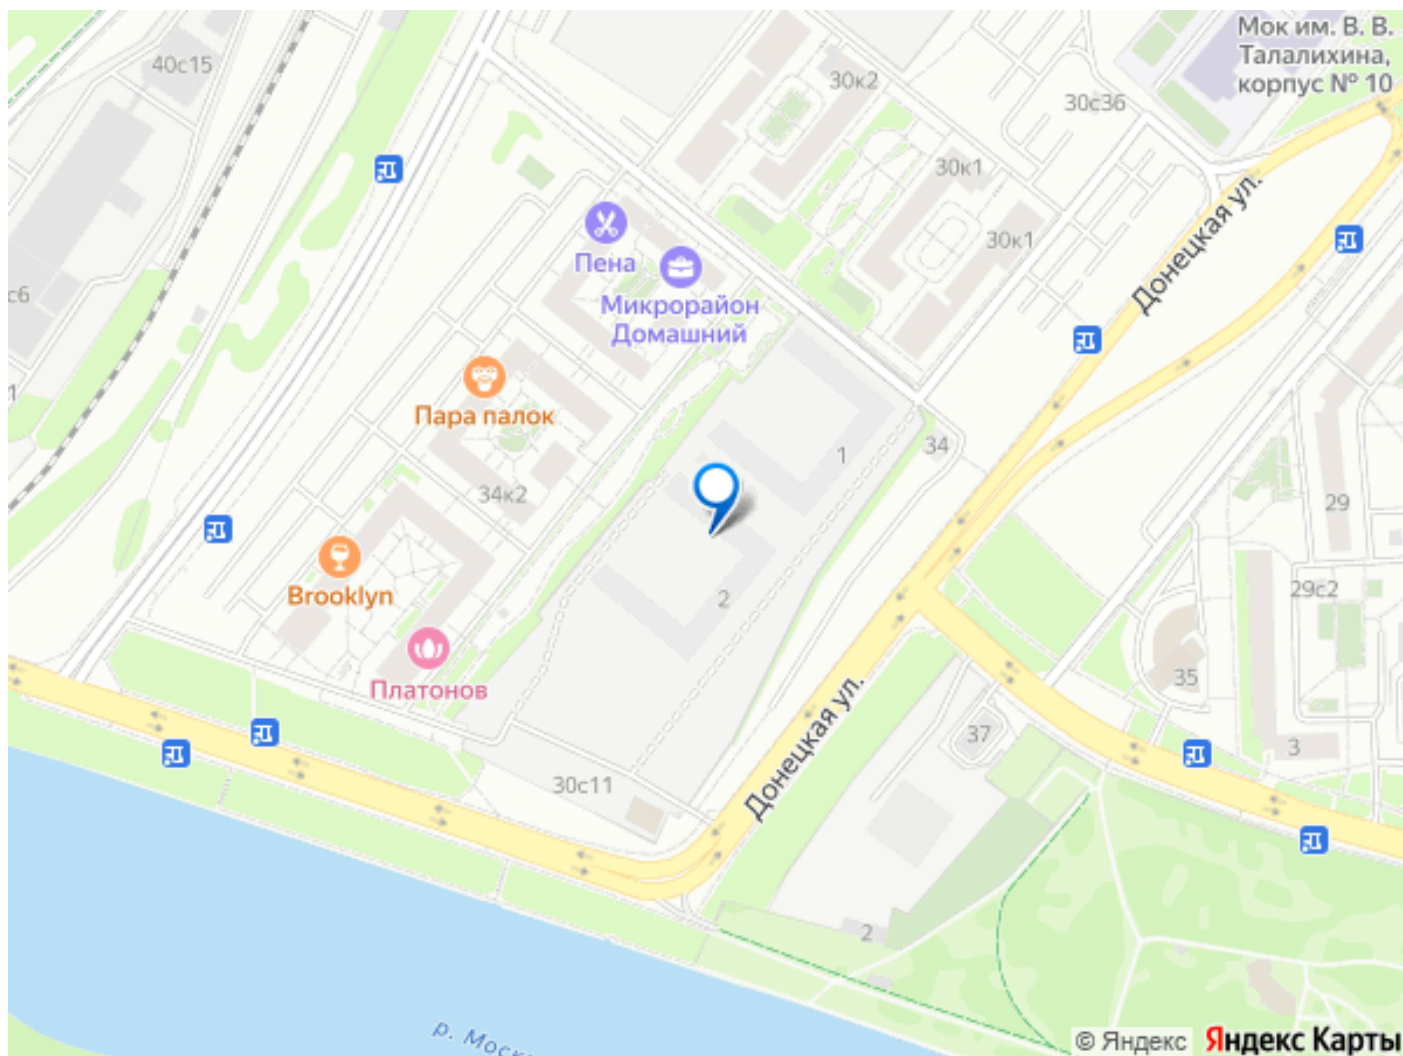 Мок им. В. В.
Талалихина,
корпус № 10
40с15
30к2
30с36
30к1
Донецкая ул.
Пена
30к1
Микрорайон
Домашний
с6
1
Пара палок
34
1
34к2
29
Brooklyn
2
29с2
Платонов
35
37
3
30с11
Донецкая ул.
2
р. Моск
© Яндекс Яндекс Карты